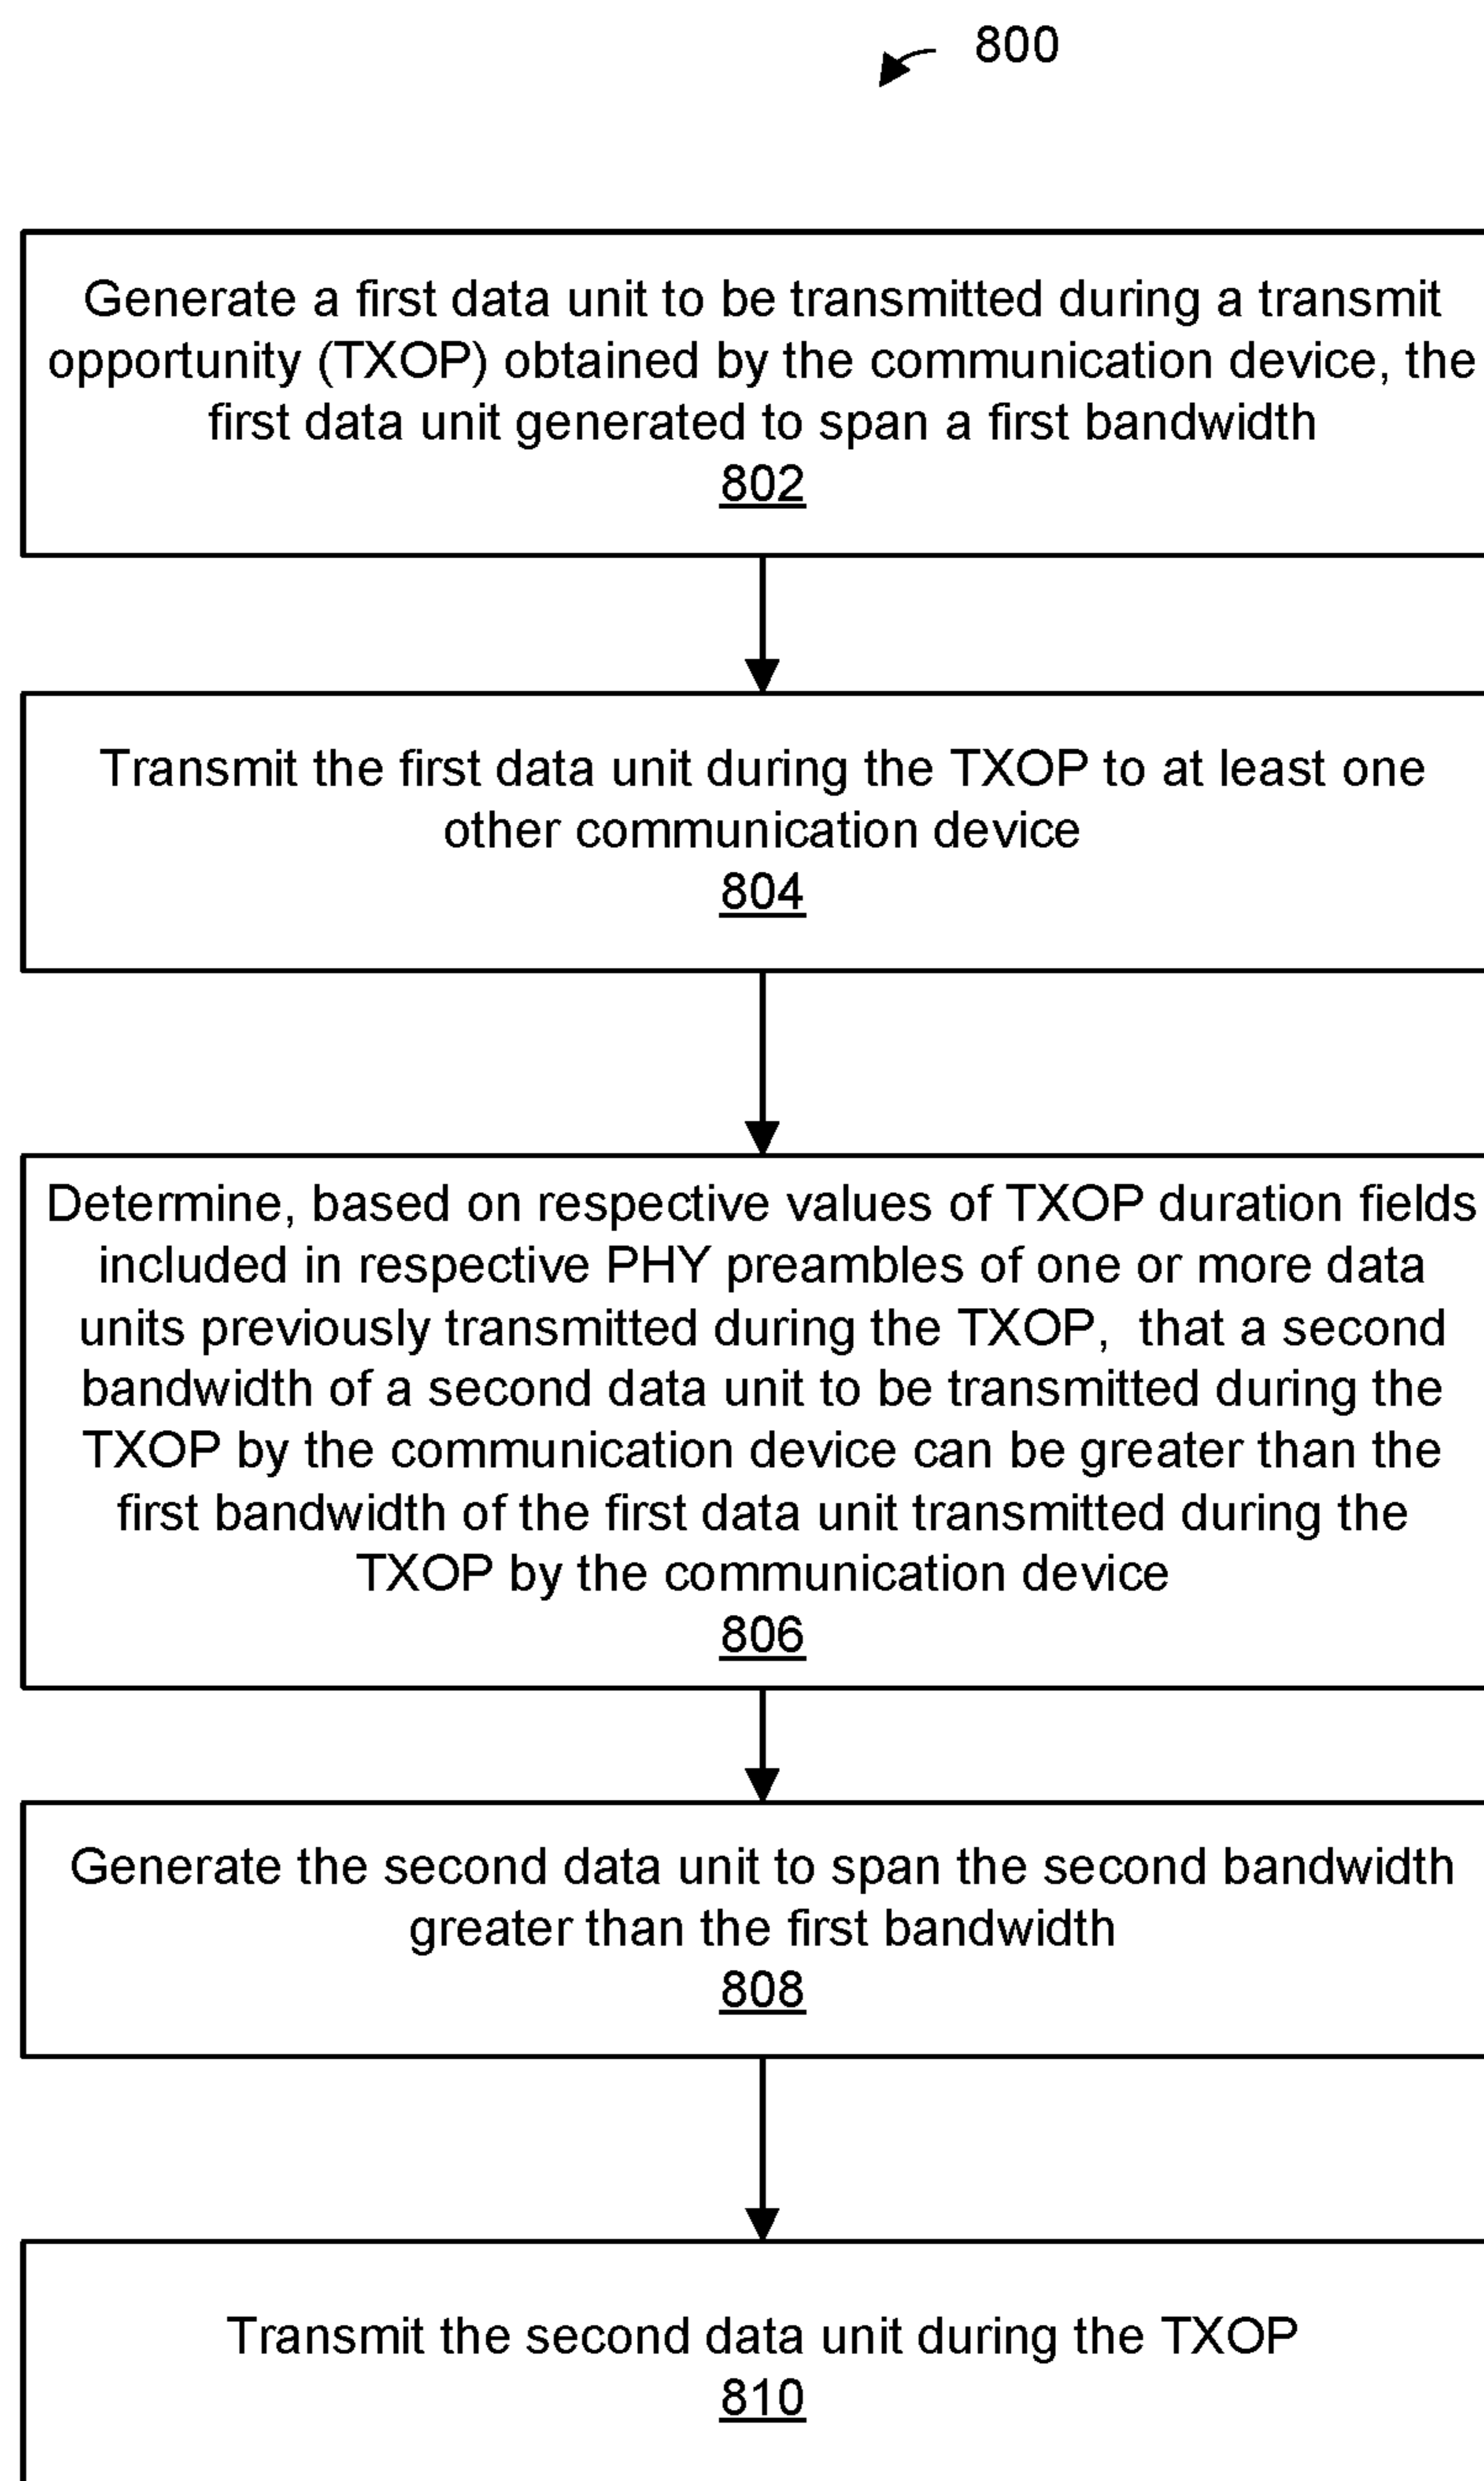 800
Generate a first data unit to be transmitted during a transmit
opportunity (TXOP) obtained by the communication device, the
first data unit generated to span a first bandwidth
802
Transmit the first data unit during the TXOP to at least one
other communication device
804
Determine, based on respective values of TXOP duration fields
included in respective PHY preambles of one or more data
units previously transmitted during the TXOP, that a second
bandwidth of a second data unit to be transmitted during the
TXOP by the communication device can be greater than the
first bandwidth of the first data unit transmitted during the
TXOP by the communication device
806
Generate the second data unit to span the second bandwidth
greater than the first bandwidth
808
Transmit the second data unit during the TXOP
810